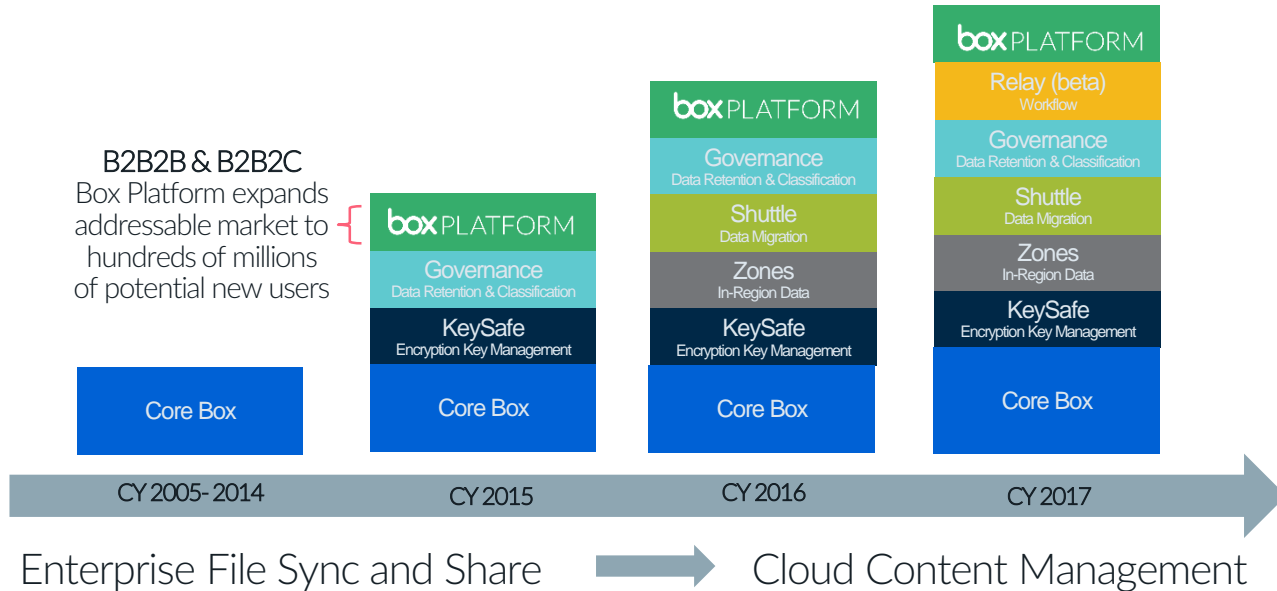 B2B2B & B2B2C
Box Platform expands
addressable market to
hundreds of millions
of potential new users
Core Box
box PLATFORM
Governance
Data Retention & Classification
KeySafe
Encryption Key Management
Core Box
box PLATFORM
Governance
Data Retention & Classification
Shuttle
Data Migration
Zones
In-Region Data
KeySafe
Encryption Key Management
Core Box
box PLATFORM
Relay (beta)
Workflow
Governance
Data Retention & Classification
Shuttle
Data Migration
Zones
In-Region Data
KeySafe
Encryption Key Management
Core Box
CY 2005- 2014
CY 2015
CY 2016
CY 2017
Enterprise File Sync and Share
Cloud Content Management